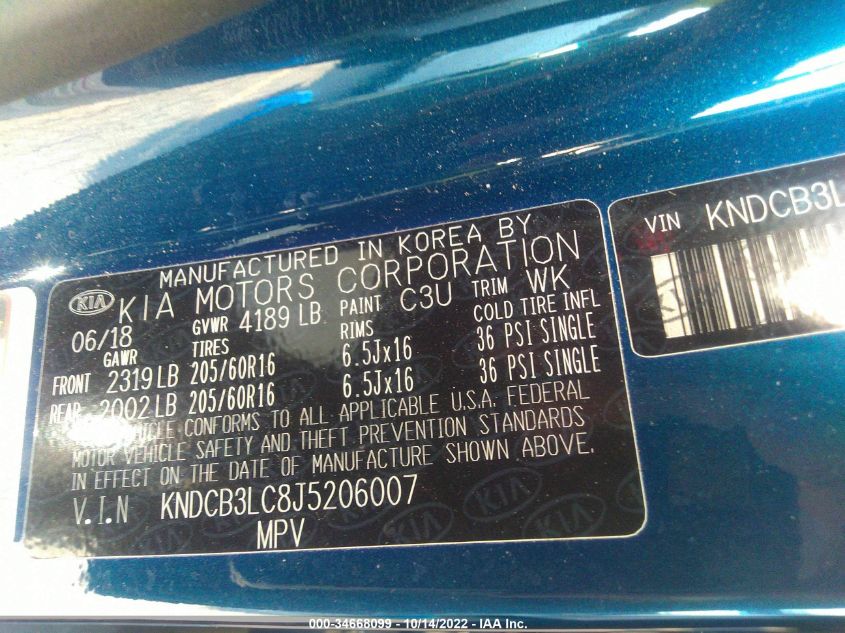 MANUFACTURED IN KOREA BY
KIA KIA MOTORS CORPORATION
06/18 GVWR 4189 LB PAINT C3U TRIM WK
GAWR TIRES RIMS COLD TIRE INFL
FRONT 2319 LB 205/60R16 6.5Jx16 36 PSI SINGLE
REAR 2002 LB 205/60R16 6.5Jx16 36 PSI SINGLE
VEHICLE CONFORMS TO ALL APPLICABLE U.S.A. FEDERAL
MOTOR VEHICLE SAFETY AND THEFT PREVENTION STANDARDS
IN EFFECT ON THE DATE OF MANUFACTURE SHOWN ABOVE.
V.I.N KNDCB3LC8J5206007
MPV
VIN KNDCB3L
000-34668099 - 10/14/2022 - IAA Inc.